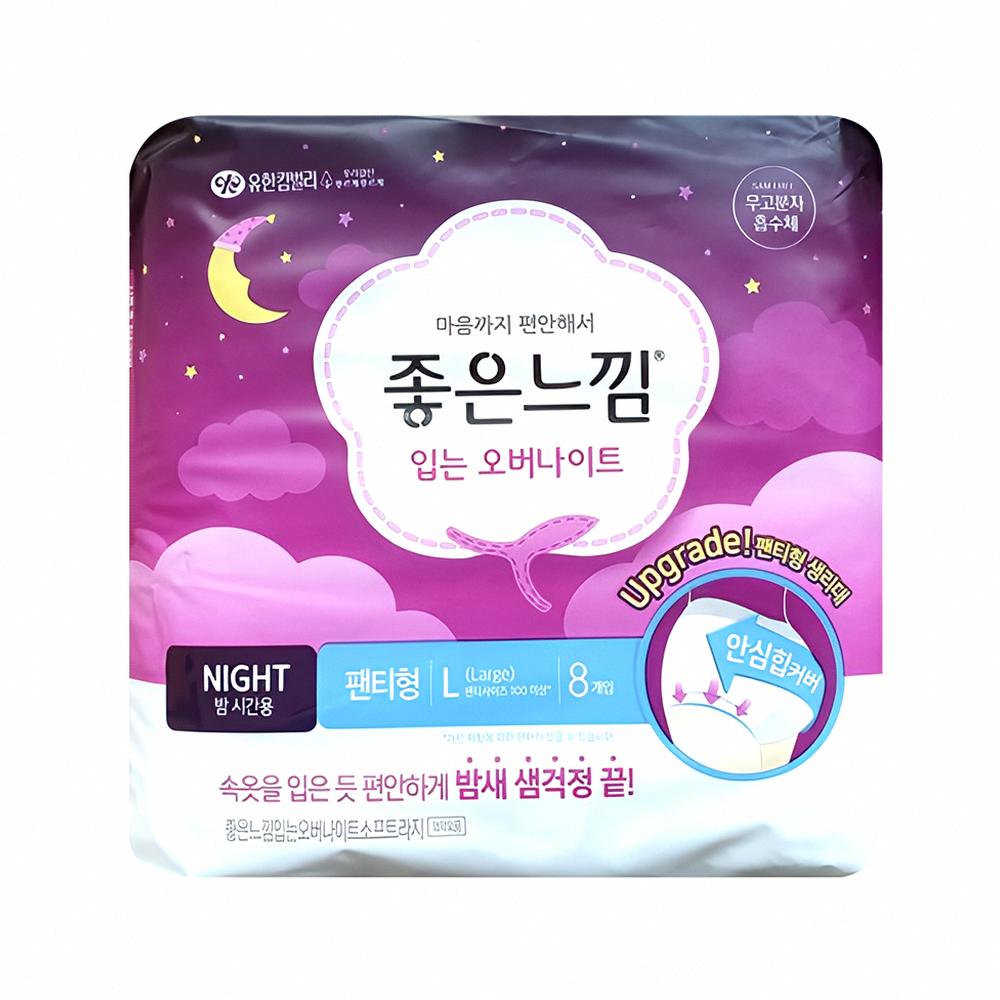 유한킴벌리
무고분자
흡수체
마음까지 편안해서
좋은느낌®
입는 오버나이트
Upgrade! 팬티형 생리대
안심힙커버
NIGHT
밤 시간용
팬티형 L (Large) 8개입
속옷을 입은 듯 편안하게 밤새 샘걱정 끝!
좋은느낌입는오버나이트소프트라지